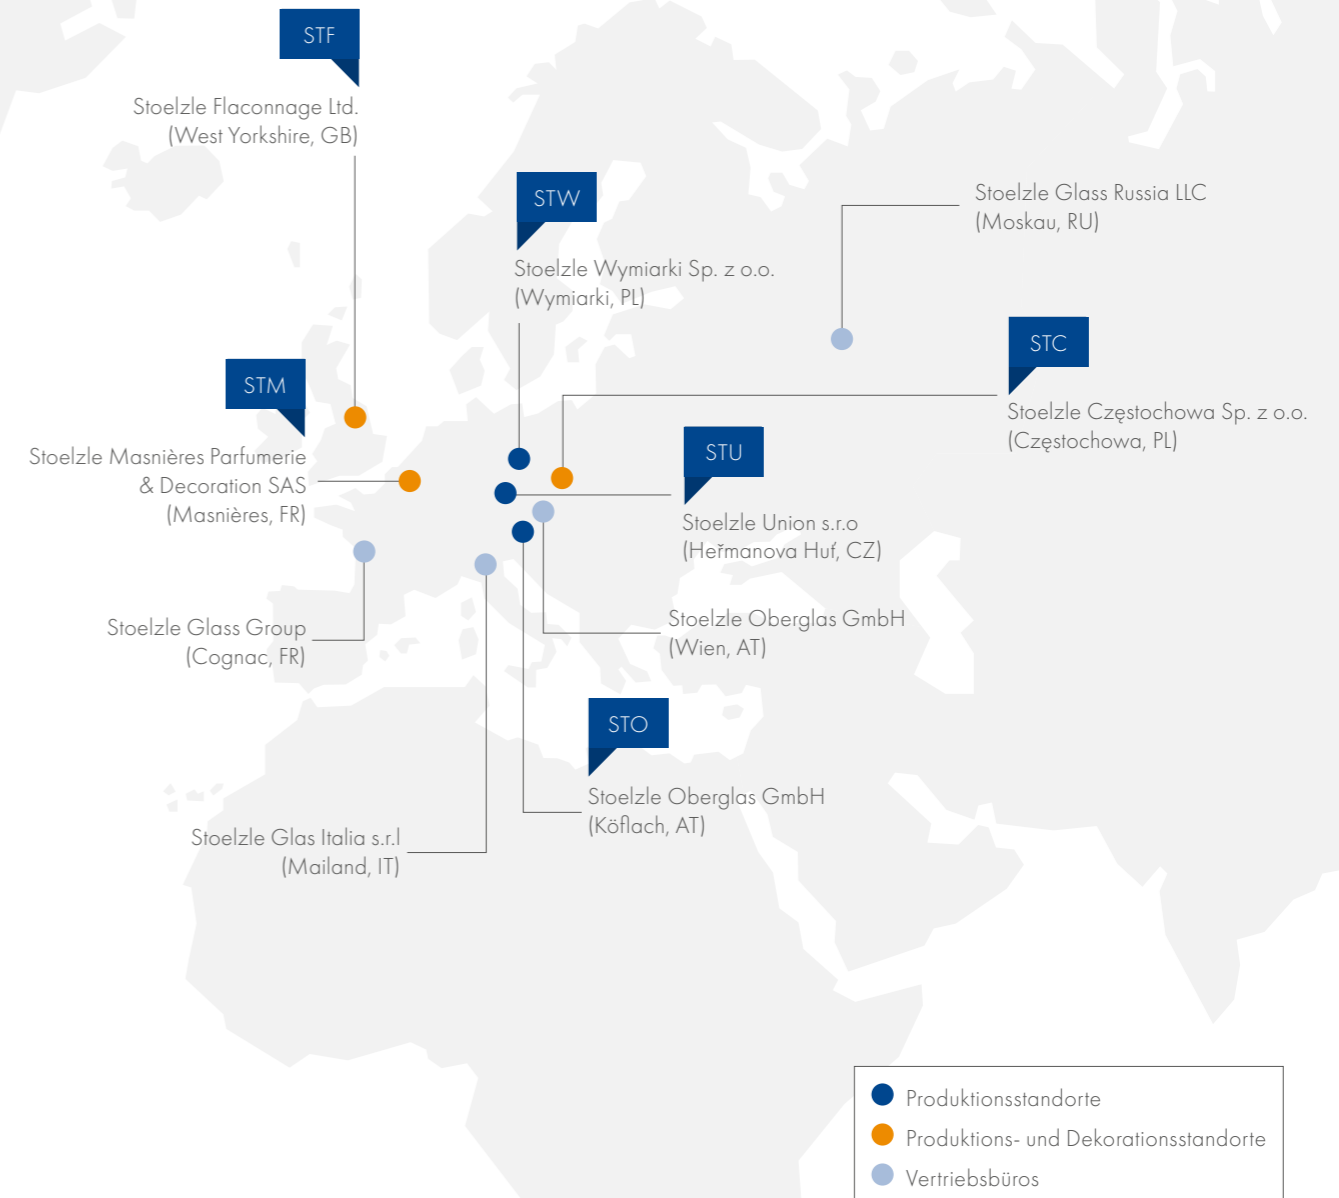 STF
Stoelzle Flaconnage Ltd.
(West Yorkshire, GB)
STW
Stoelzle Wymiarki Sp. z o.o.
(Wymiarki, PL)
Stoelzle Glass Russia LLC
(Moskau, RU)
STC
Stoelzle Częstochowa Sp. z o.o.
(Częstochowa, PL)
STM
Stoelzle Masnières Parfumerie
& Decoration SAS
(Masnières, FR)
STU
Stoelzle Union s.r.o
(Heřmanova Huť, CZ)
Stoelzle Glass Group
(Cognac, FR)
Stoelzle Oberglas GmbH
(Wien, AT)
STO
Stoelzle Oberglas GmbH
(Köflach, AT)
Stoelzle Glas Italia s.r.l
(Mailand, IT)
Produktionsstandorte
Produktions- und Dekorationsstandorte
Vertriebsbüros